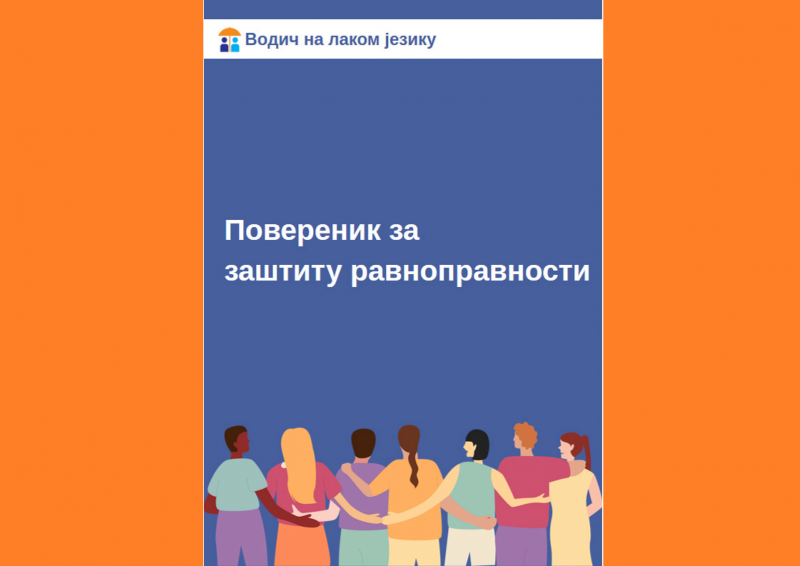 Водич на лаком језику
Повереник за
заштиту равноправности